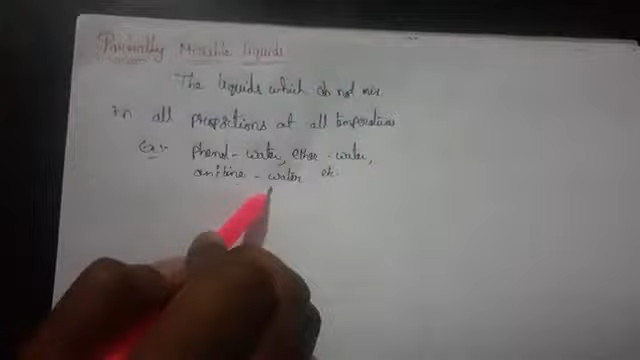 Partially Miscible liquids
The liquids which do not mix
in all proportions at all temperature
Ex:- phenol - water, ether - water,
aniline - water etc.